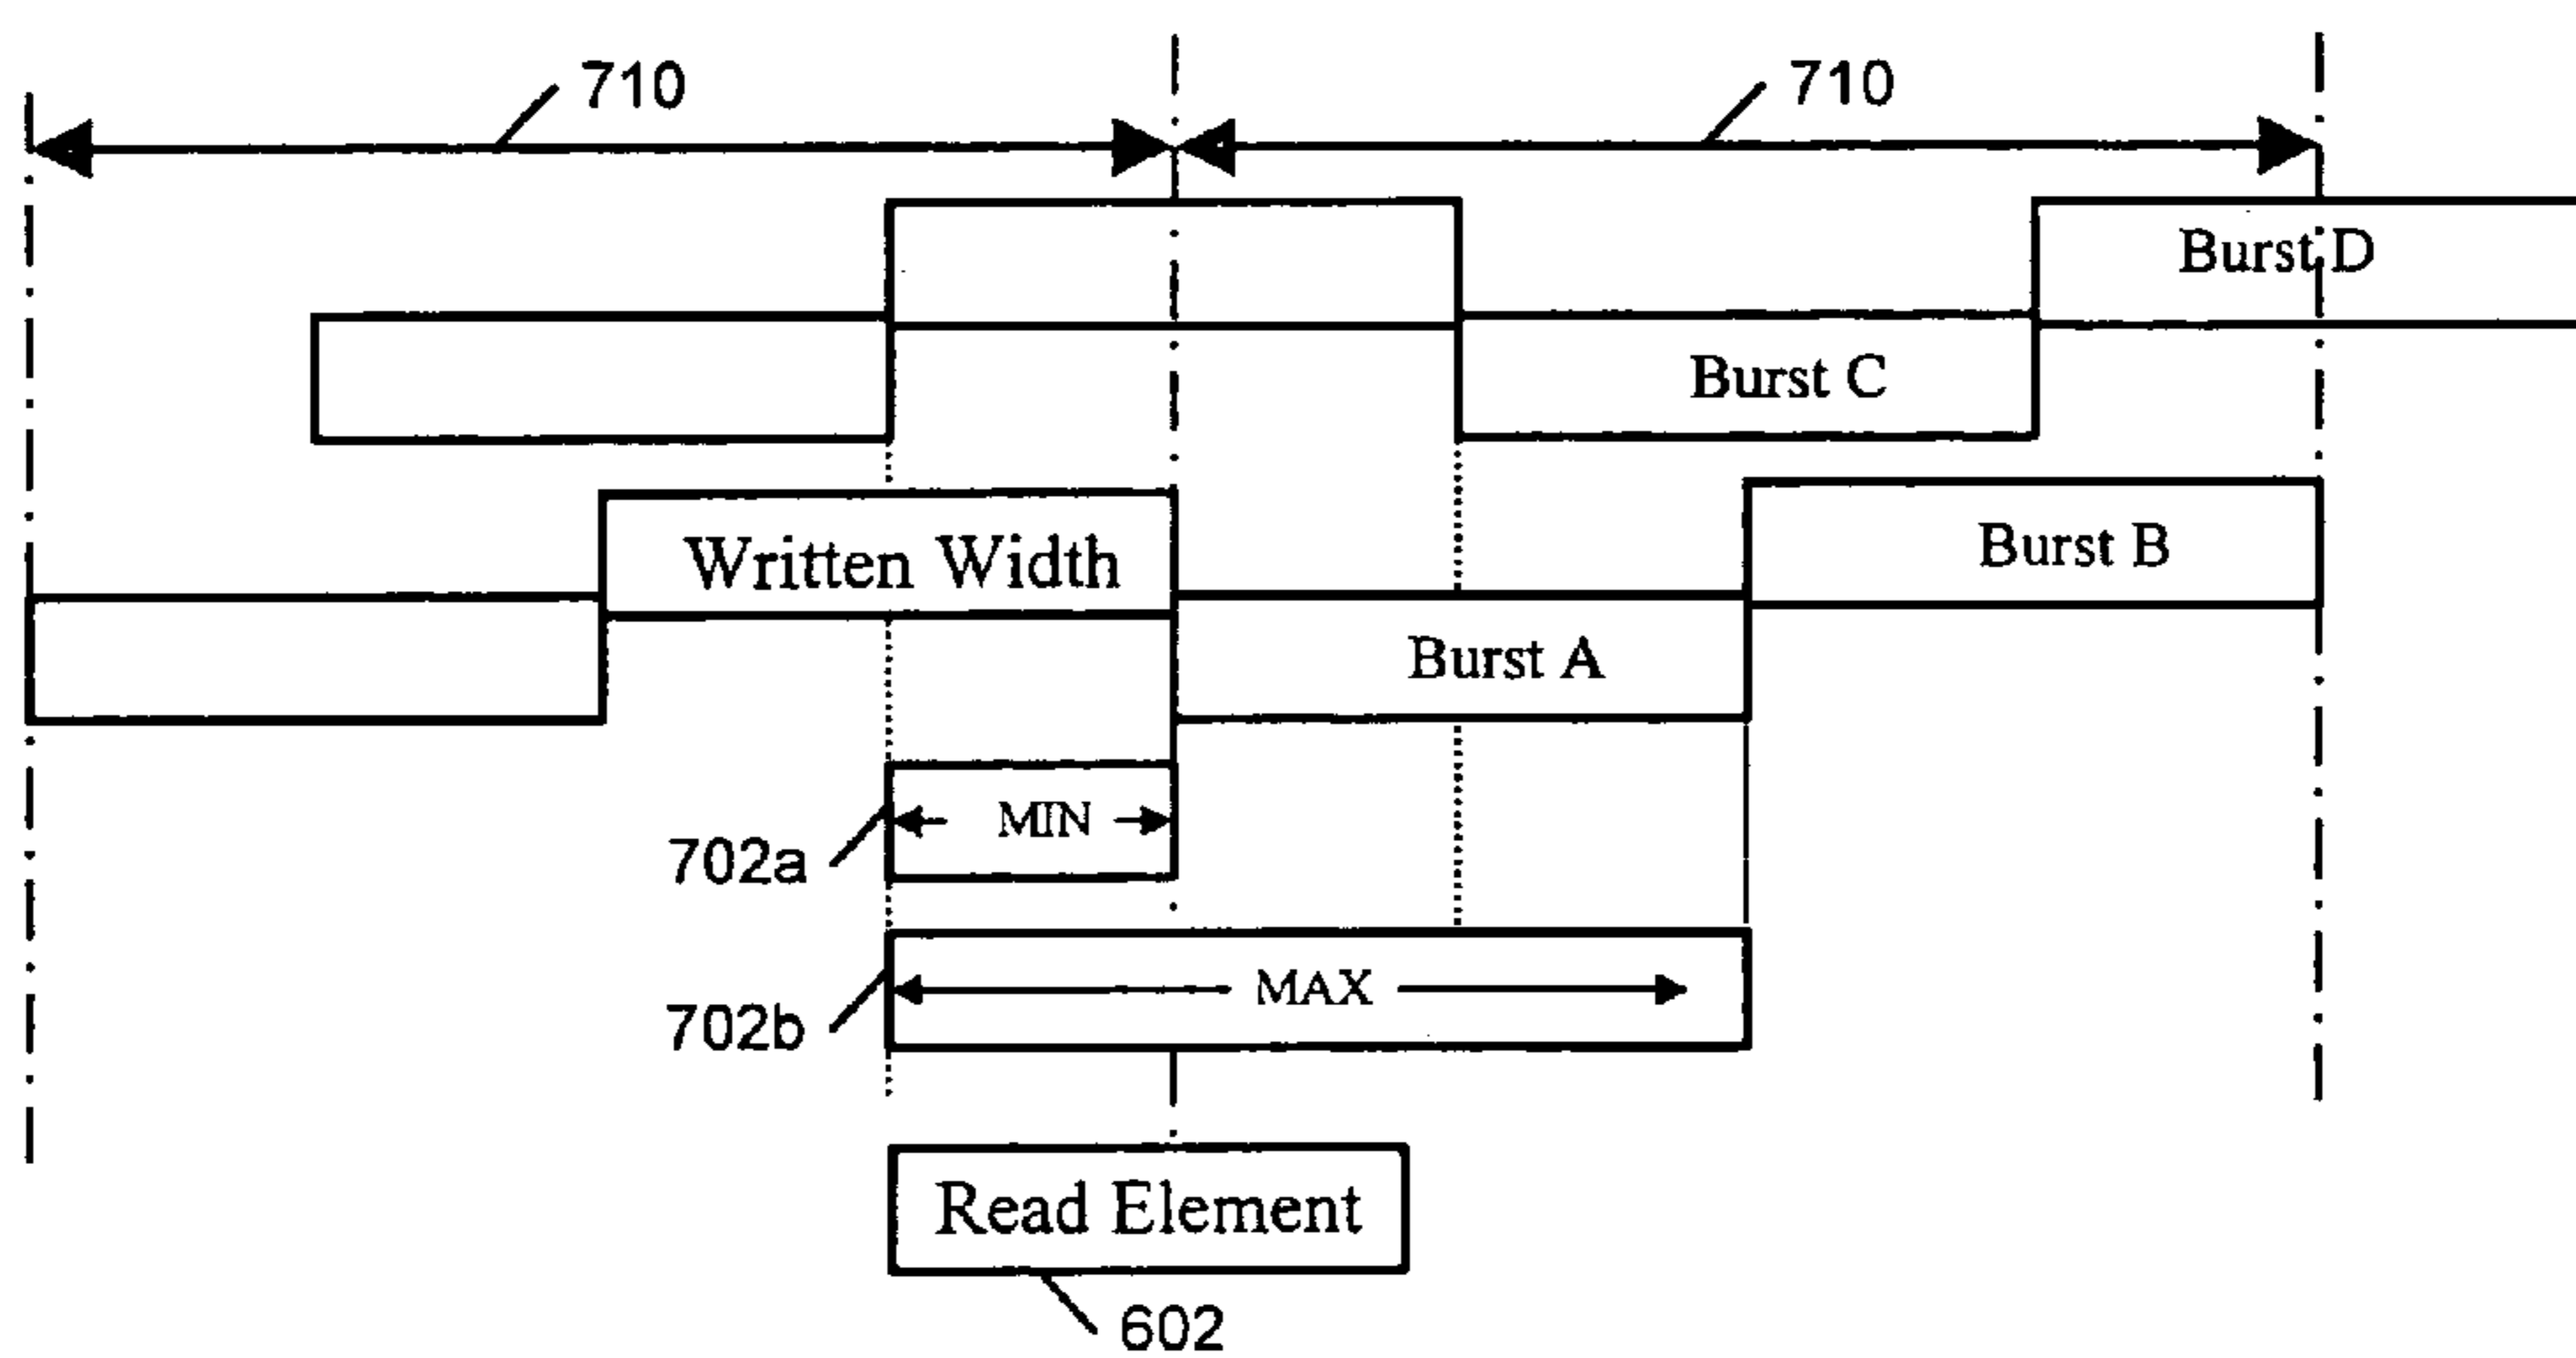 710
710
Burst D
Burst C
Burst B
Written Width
Burst A
MIN
702a
MAX
702b
Read Element
602